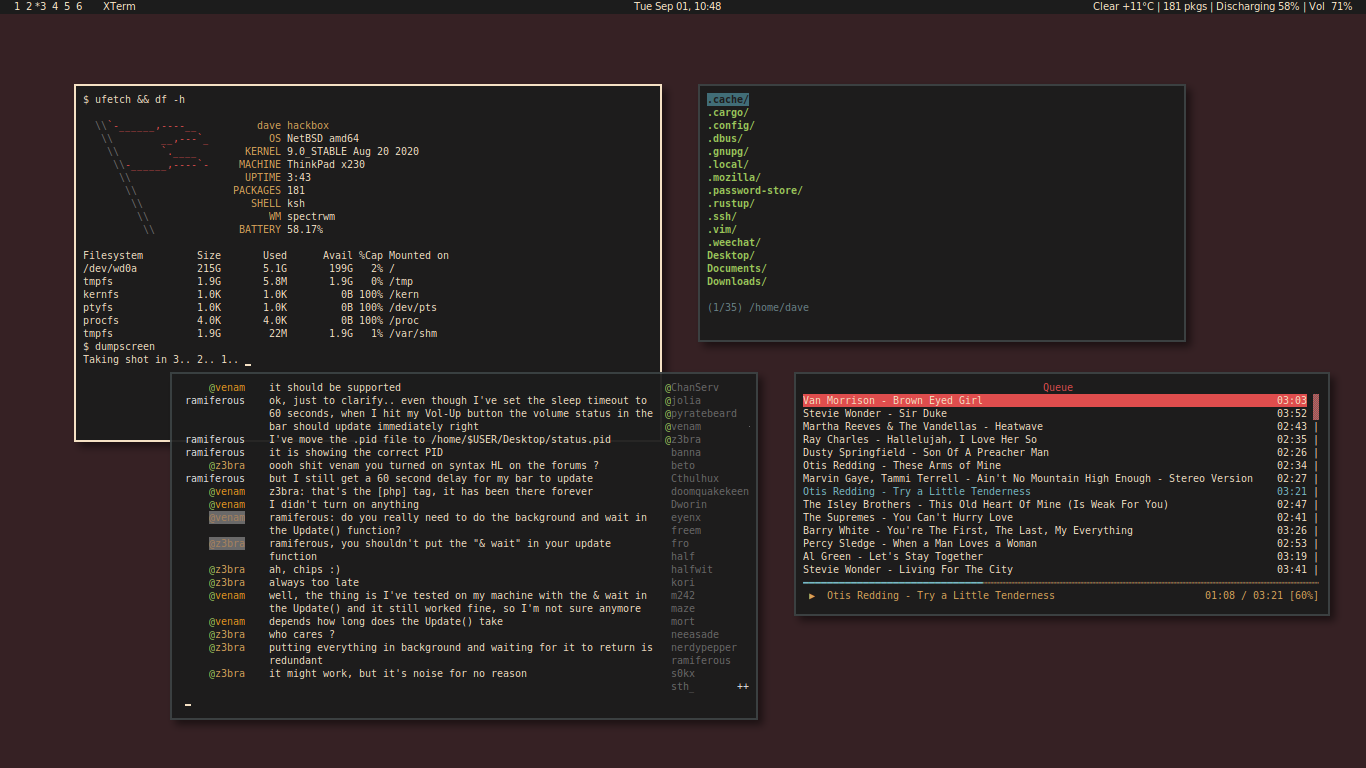 1 2 *3 4 5 6 XTerm
Tue Sep 01, 10:48
Clear +11°C | 181 pkgs | Discharging 58% | Vol 71%
$ ufetch && df -h
\\`-______,----__ dave hackbox
\\ __,---`_ OS NetBSD amd64
\\ `.____ KERNEL 9.0_STABLE Aug 20 2020
\\-______,----`- MACHINE ThinkPad x230
\\ UPTIME 3:43
\\ PACKAGES 181
\\ SHELL ksh
\\ WM spectrwm
\\ BATTERY 58.17%
Filesystem Size Used Avail %Cap Mounted on
/dev/wd0a 215G 5.1G 199G 2% /
tmpfs 1.9G 5.8M 1.9G 0% /tmp
kernfs 1.0K 1.0K 0B 100% /kern
ptyfs 1.0K 1.0K 0B 100% /dev/pts
procfs 4.0K 4.0K 0B 100% /proc
tmpfs 1.9G 22M 1.9G 1% /var/shm
$ dumpscreen
Taking shot in 3.. 2.. 1.. _
.cache/
.cargo/
.config/
.dbus/
.gnupg/
.local/
.mozilla/
.password-store/
.rustup/
.ssh/
.vim/
.weechat/
Desktop/
Documents/
Downloads/
(1/35) /home/dave
@venam it should be supported
ramiferous ok, just to clarify.. even though I've set the sleep timeout to
60 seconds, when I hit my Vol-Up button the volume status in the
bar should update immediately right
ramiferous I've move the .pid file to /home/$USER/Desktop/status.pid
ramiferous it is showing the correct PID
@z3bra oooh shit venam you turned on syntax HL on the forums ?
ramiferous but I still get a 60 second delay for my bar to update
@venam z3bra: that's the [php] tag, it has been there forever
@venam I didn't turn on anything
@venam ramiferous: do you really need to do the background and wait in
the Update() function?
@z3bra ramiferous, you shouldn't put the "& wait" in your update
function
@z3bra ah, chips :)
@z3bra always too late
@venam well, the thing is I've tested on my machine with the & wait in
the Update() and it still worked fine, so I'm not sure anymore
@venam depends how long does the Update() take
@z3bra who cares ?
@z3bra putting everything in background and waiting for it to return is
redundant
@z3bra it might work, but it's noise for no reason
@ChanServ
@jolia
@pyratebeard
@venam
@z3bra
banna
beto
Cthulhux
doomquakekeen
Dworin
eyenx
freem
fro
half
halfwit
kori
m242
maze
mort
neeasade
nerdypepper
ramiferous
s0kx
sth_ ++
Queue
Van Morrison - Brown Eyed Girl 03:03
Stevie Wonder - Sir Duke 03:52
Martha Reeves & The Vandellas - Heatwave 02:43
Ray Charles - Hallelujah, I Love Her So 02:35
Dusty Springfield - Son Of A Preacher Man 02:26
Otis Redding - These Arms of Mine 02:34
Marvin Gaye, Tammi Terrell - Ain't No Mountain High Enough - Stereo Version 02:27
Otis Redding - Try a Little Tenderness 03:21
The Isley Brothers - This Old Heart Of Mine (Is Weak For You) 02:47
The Supremes - You Can't Hurry Love 02:41
Barry White - You're The First, The Last, My Everything 03:26
Percy Sledge - When a Man Loves a Woman 02:53
Al Green - Let's Stay Together 03:19
Stevie Wonder - Living For The City 03:41
► Otis Redding - Try a Little Tenderness 01:08 / 03:21 [60%]